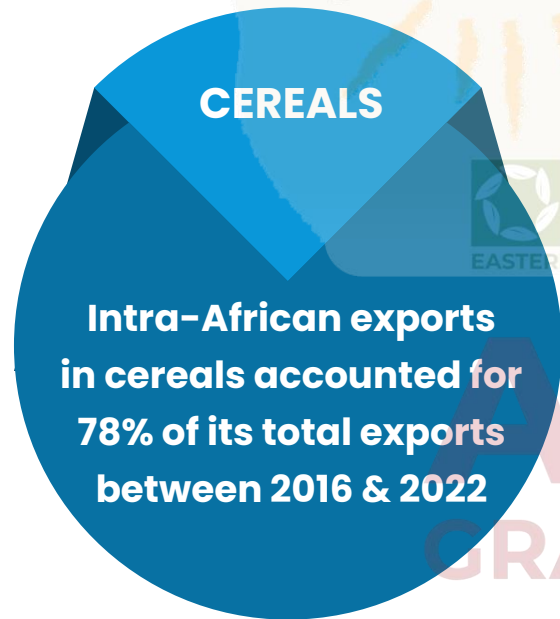 CEREALS
EASTER
Intra-African exports
in cereals accounted for
78% of its total exports
between 2016 & 2022
A
GRA